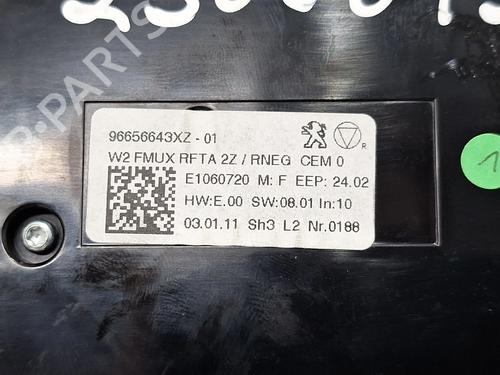 96656643XZ - 01
W2 FMUX RFTA 2Z / RNEG CEM 0
E1060720 M: F EEP: 24.02
HW:E.00 SW:08.01 In:10
03.01.11 Sh3 L2 Nr.0188
R
1